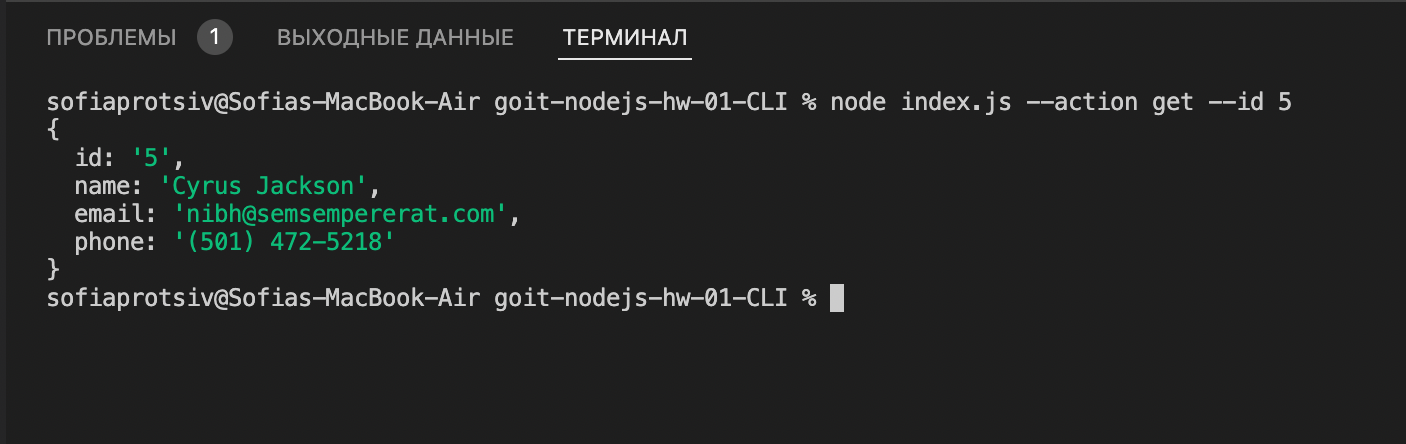 ПРОБЛЕМЫ 1 ВЫХОДНЫЕ ДАННЫЕ ТЕРМИНАЛ
sofiaprotsiv@Sofias-MacBook-Air goit-nodejs-hw-01-CLI % node index.js --action get --id 5
{
  id: '5',
  name: 'Cyrus Jackson',
  email: 'nibh@semsempererat.com',
  phone: '(501) 472-5218'
}
sofiaprotsiv@Sofias-MacBook-Air goit-nodejs-hw-01-CLI %